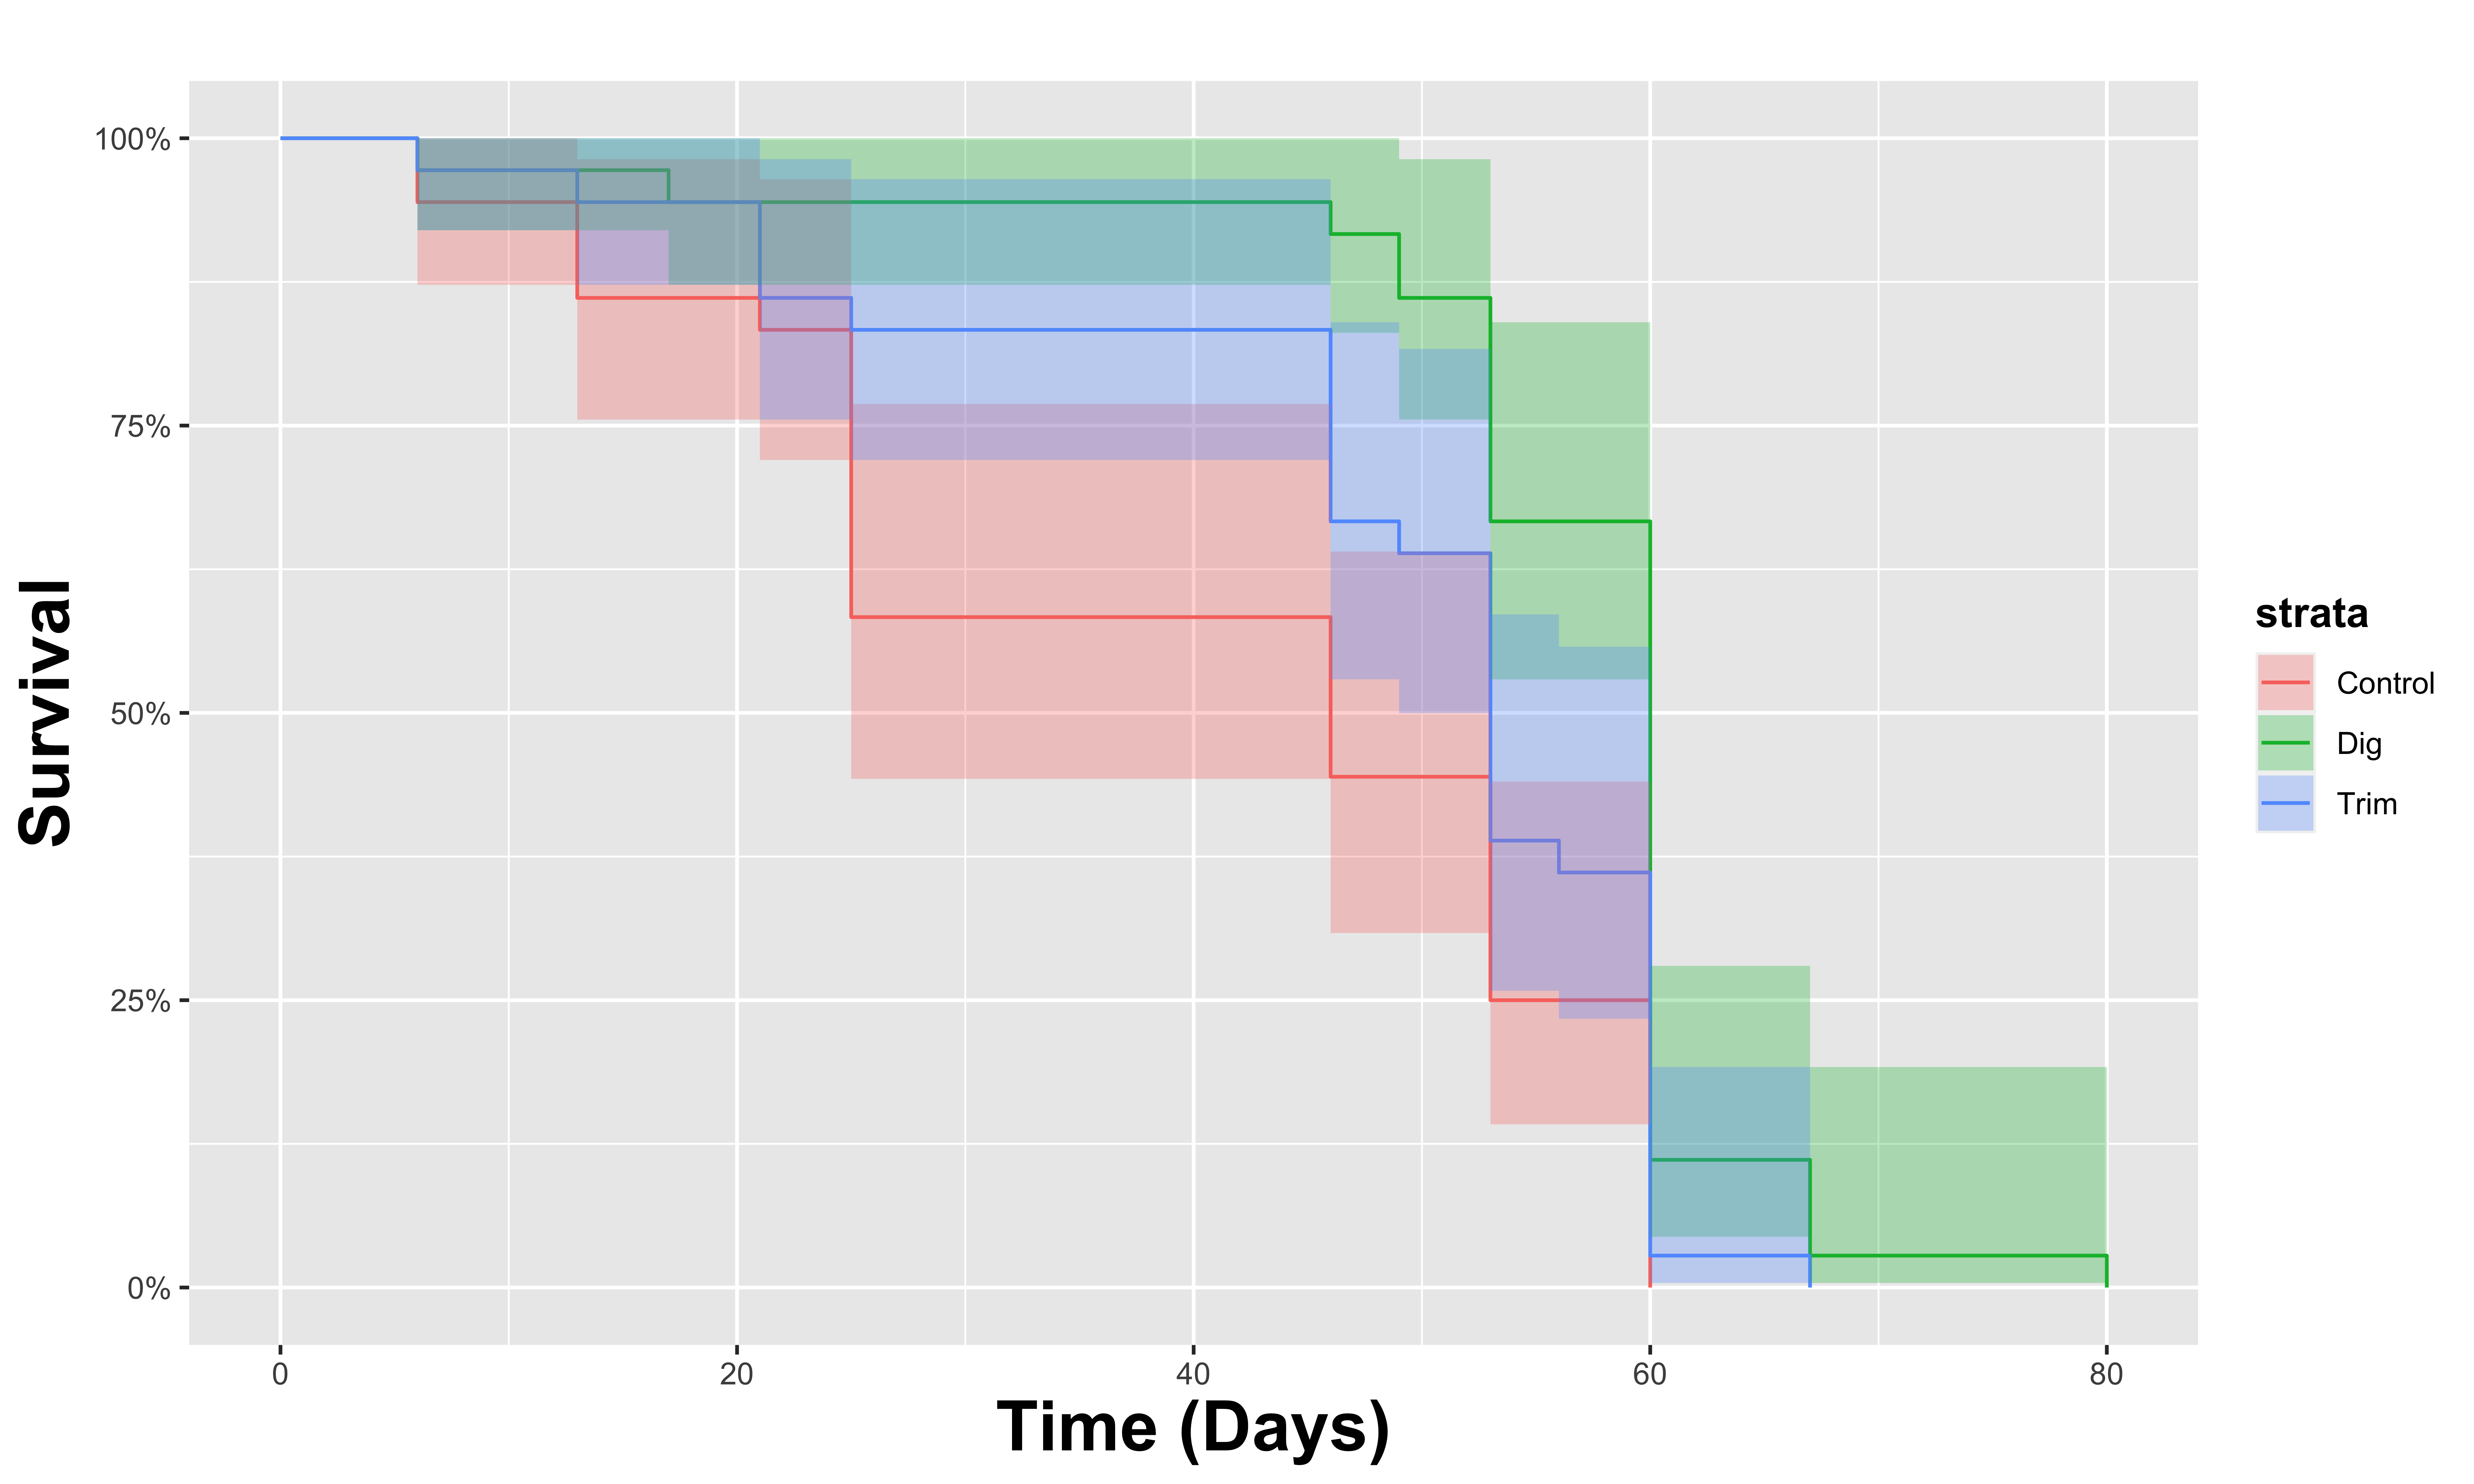 Survival
100%
75%
50%
25%
0%
0 20 40 60 80
Time (Days)
strata
Control
Dig
Trim